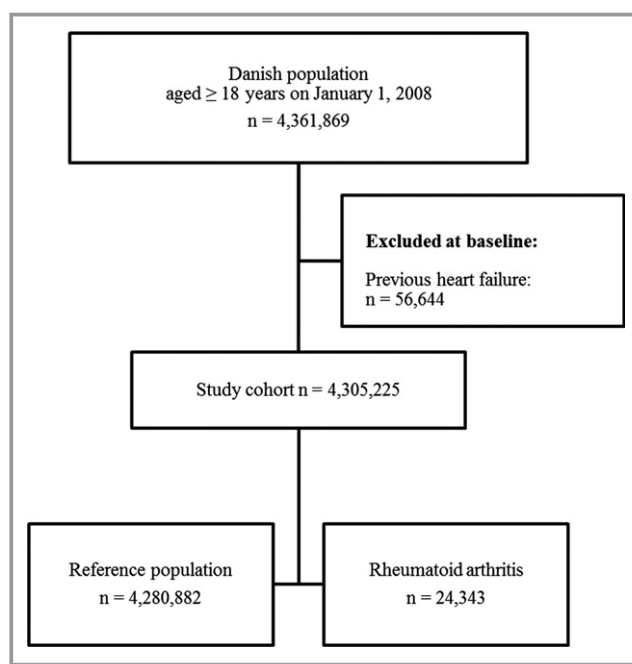 Danish population
aged ≥ 18 years on January 1, 2008
n = 4,361,869
Excluded at baseline:
Previous heart failure:
n = 56,644
Study cohort n = 4,305,225
Reference population
n = 4,280,882
Rheumatoid arthritis
n = 24,343